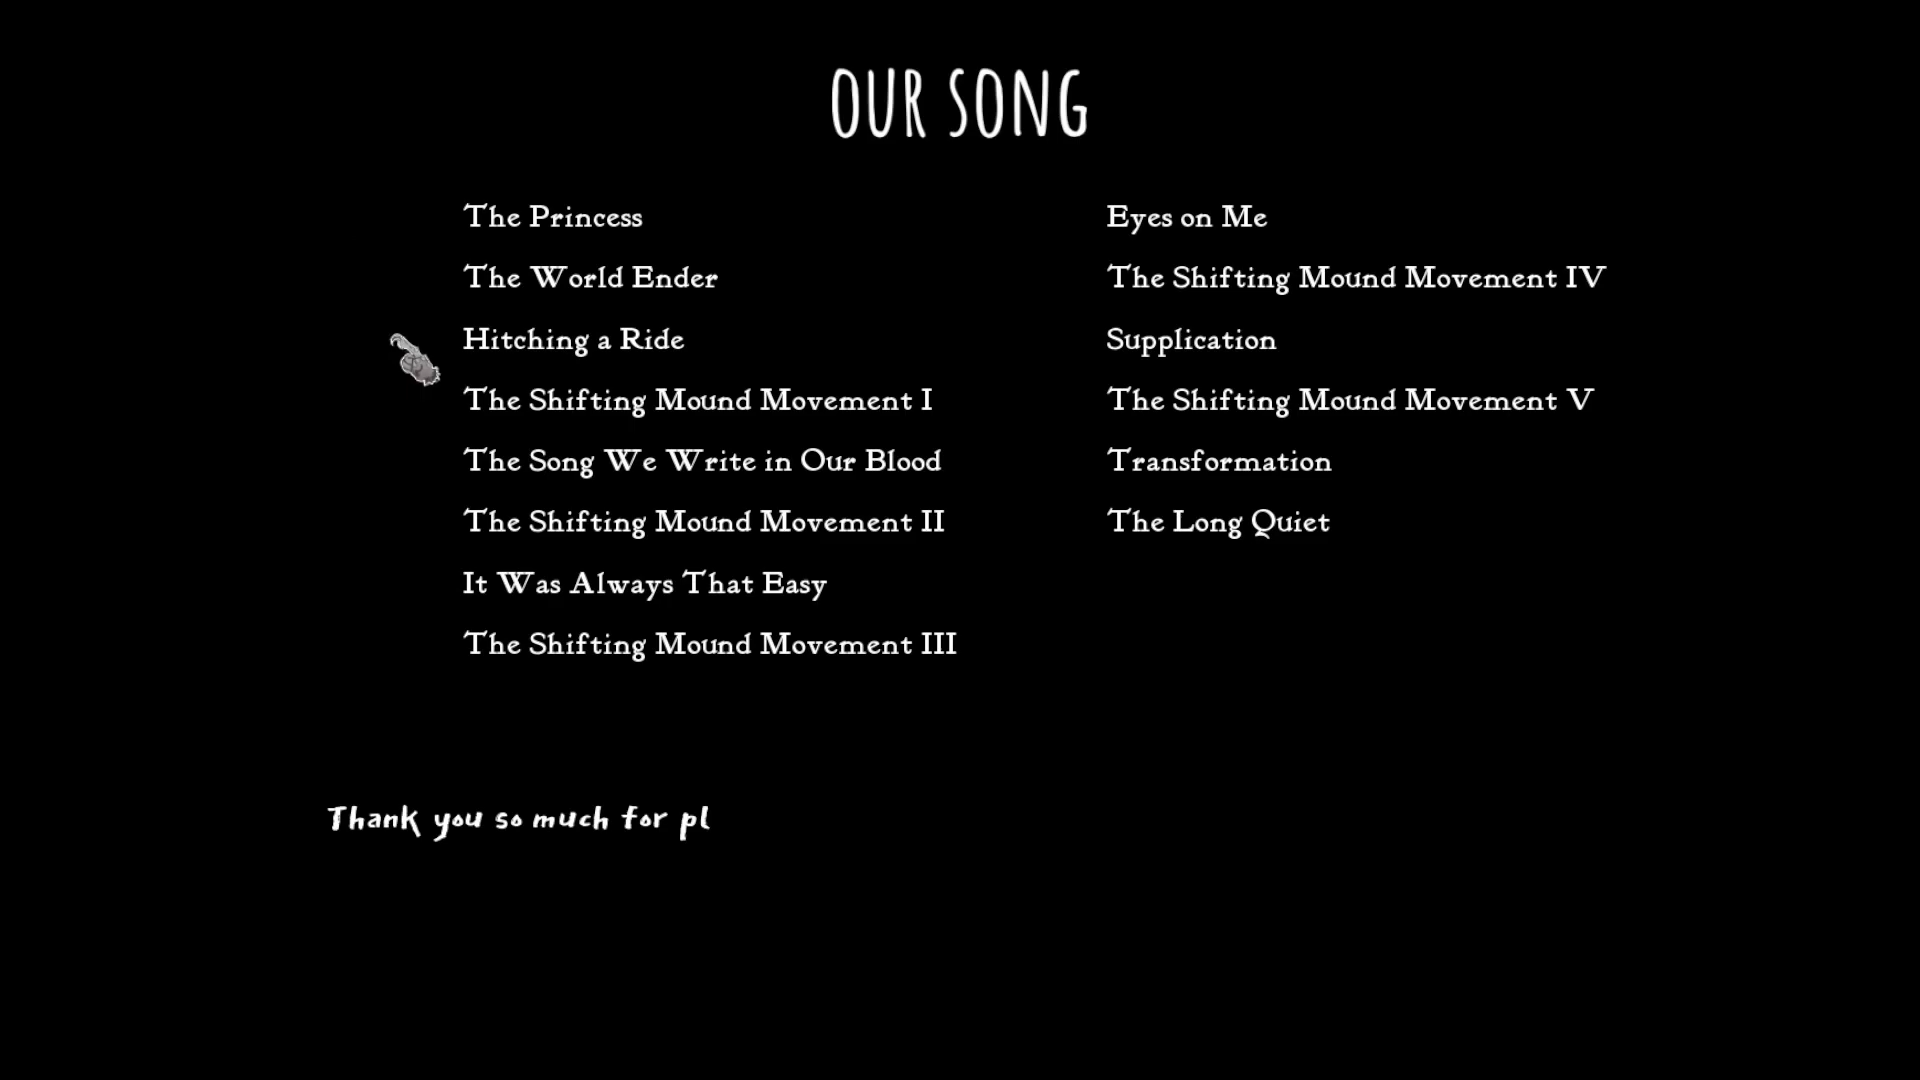 OUR SONG
The Princess
The World Ender
Hitching a Ride
The Shifting Mound Movement I
The Song We Write in Our Blood
The Shifting Mound Movement II
It Was Always That Easy
The Shifting Mound Movement III
Eyes on Me
The Shifting Mound Movement IV
Supplication
The Shifting Mound Movement V
Transformation
The Long Quiet
Thank you so much for pl